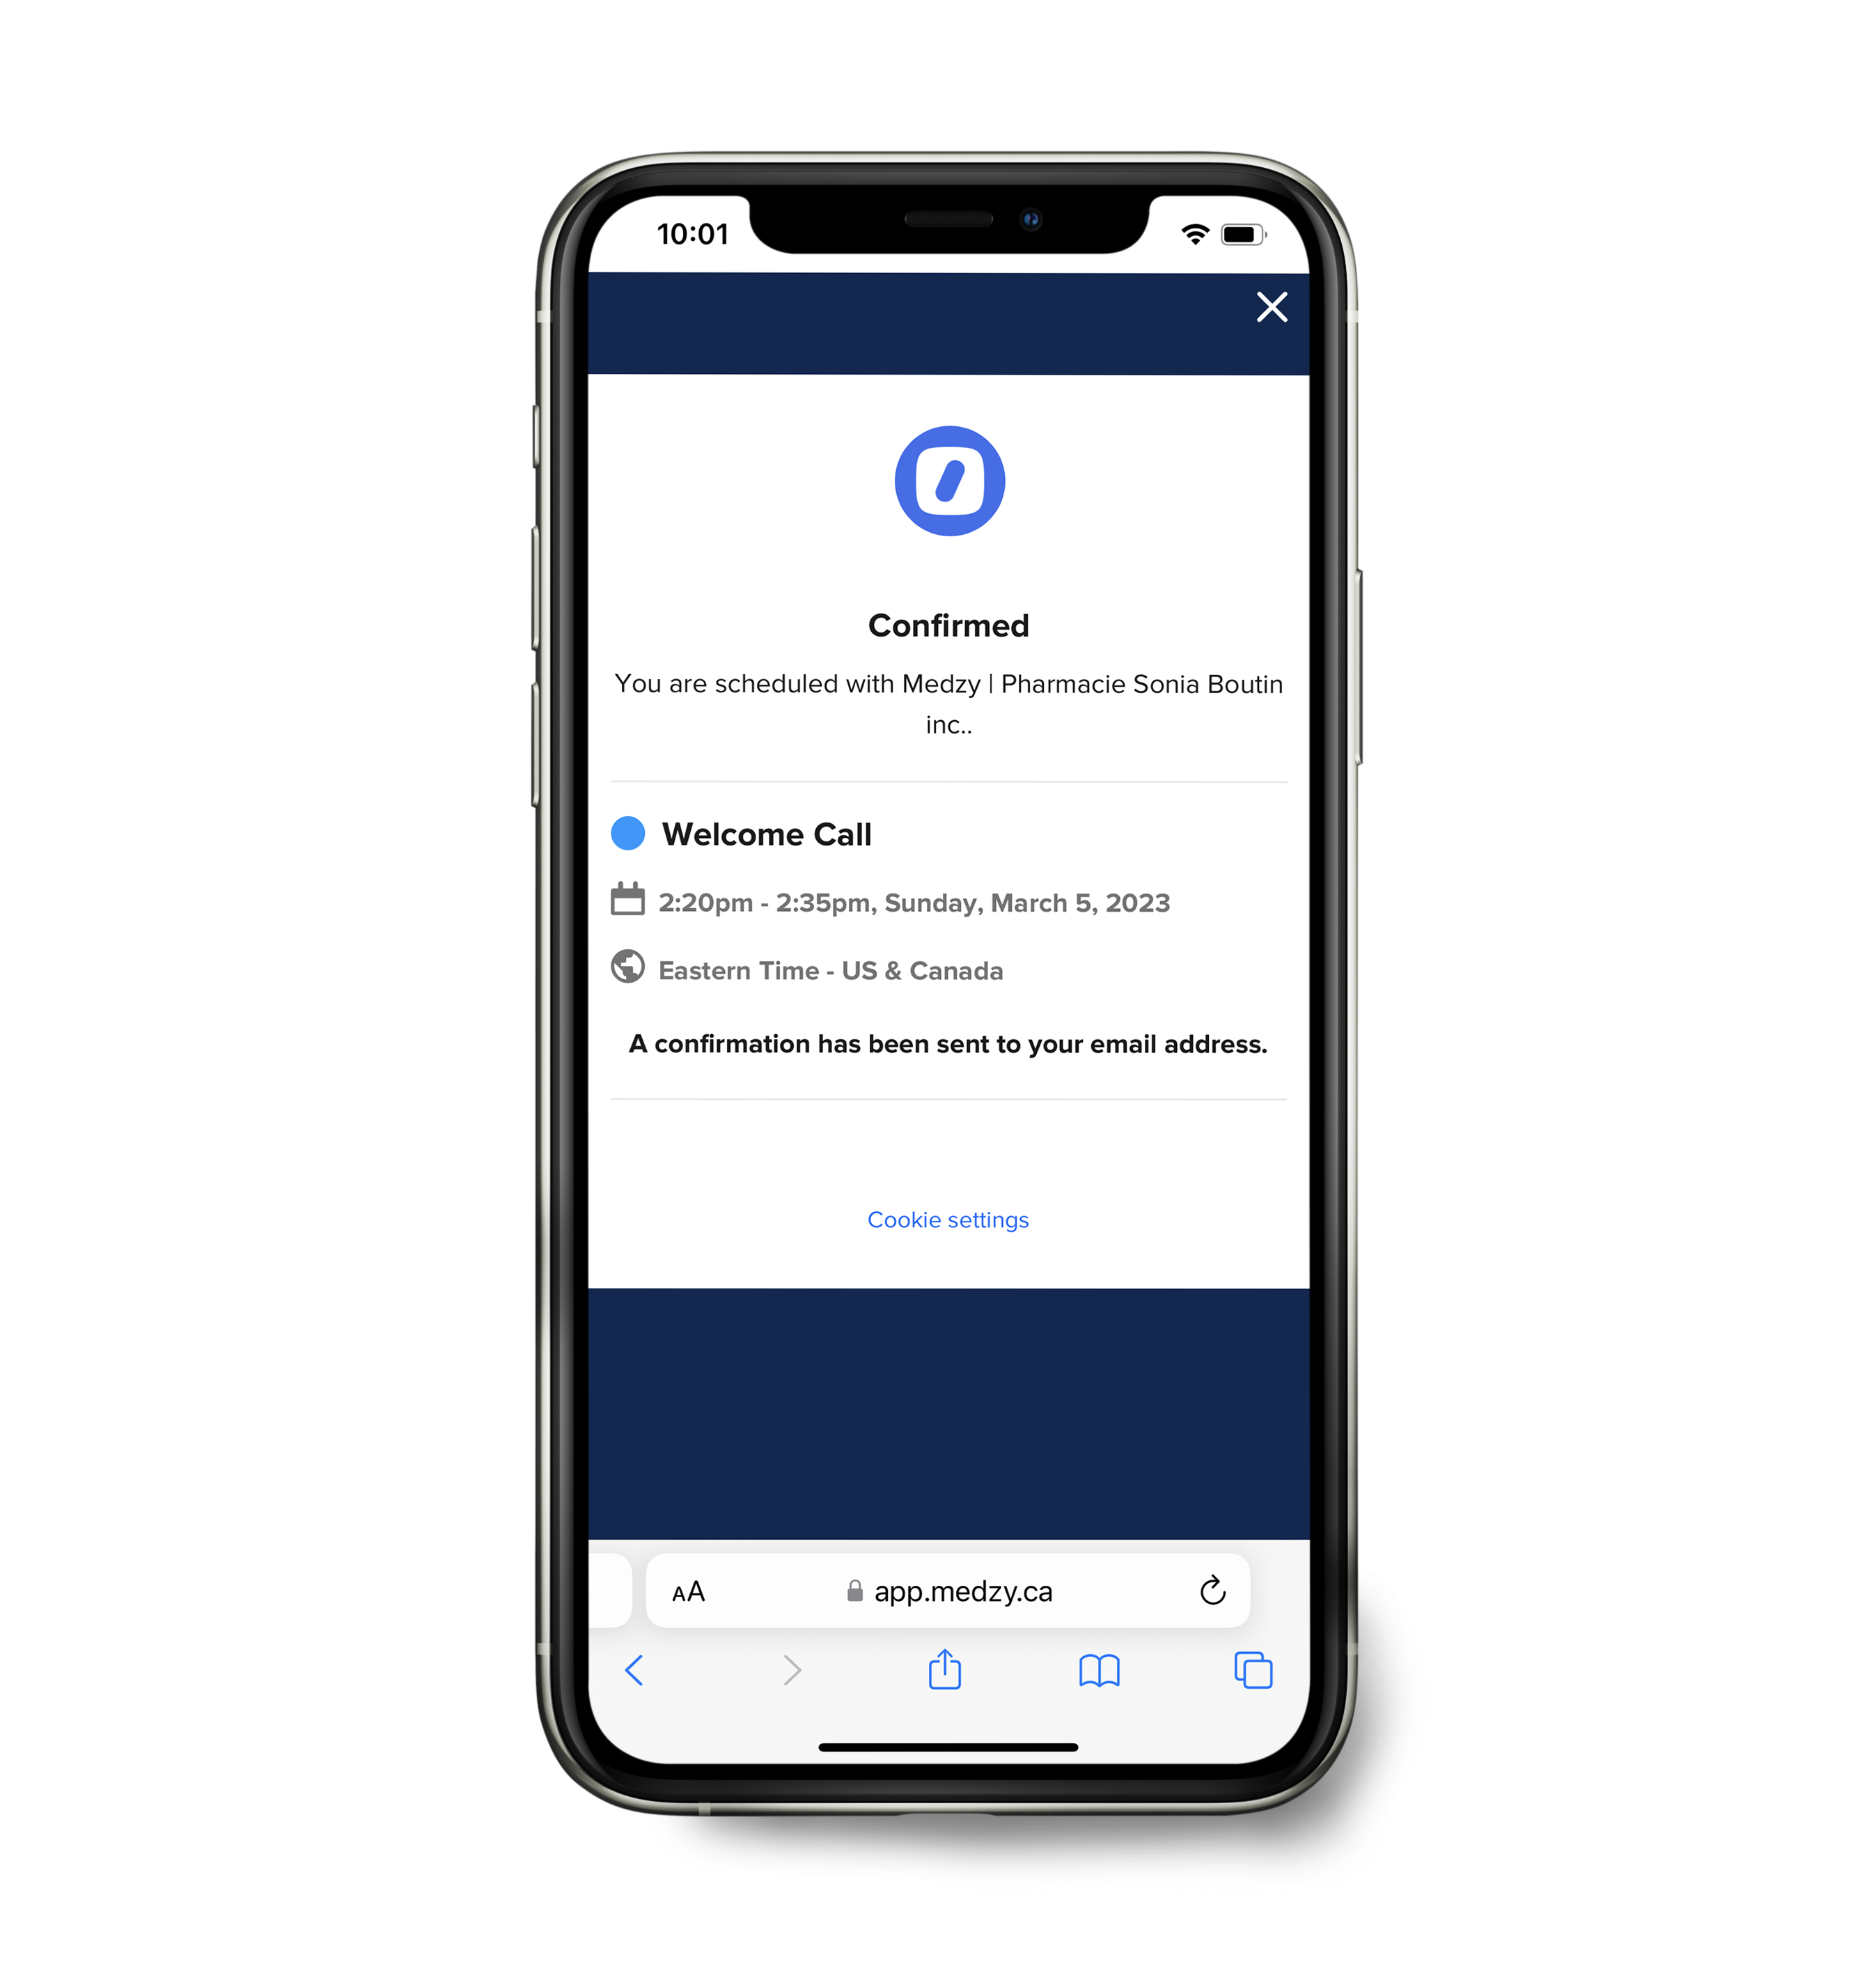 10:01
Confirmed
You are scheduled with Medzy | Pharmacie Sonia Boutin
inc..
Welcome Call
2:20pm - 2:35pm, Sunday, March 5, 2023
Eastern Time - US & Canada
A confirmation has been sent to your email address.
Cookie settings
AA app.medzy.ca